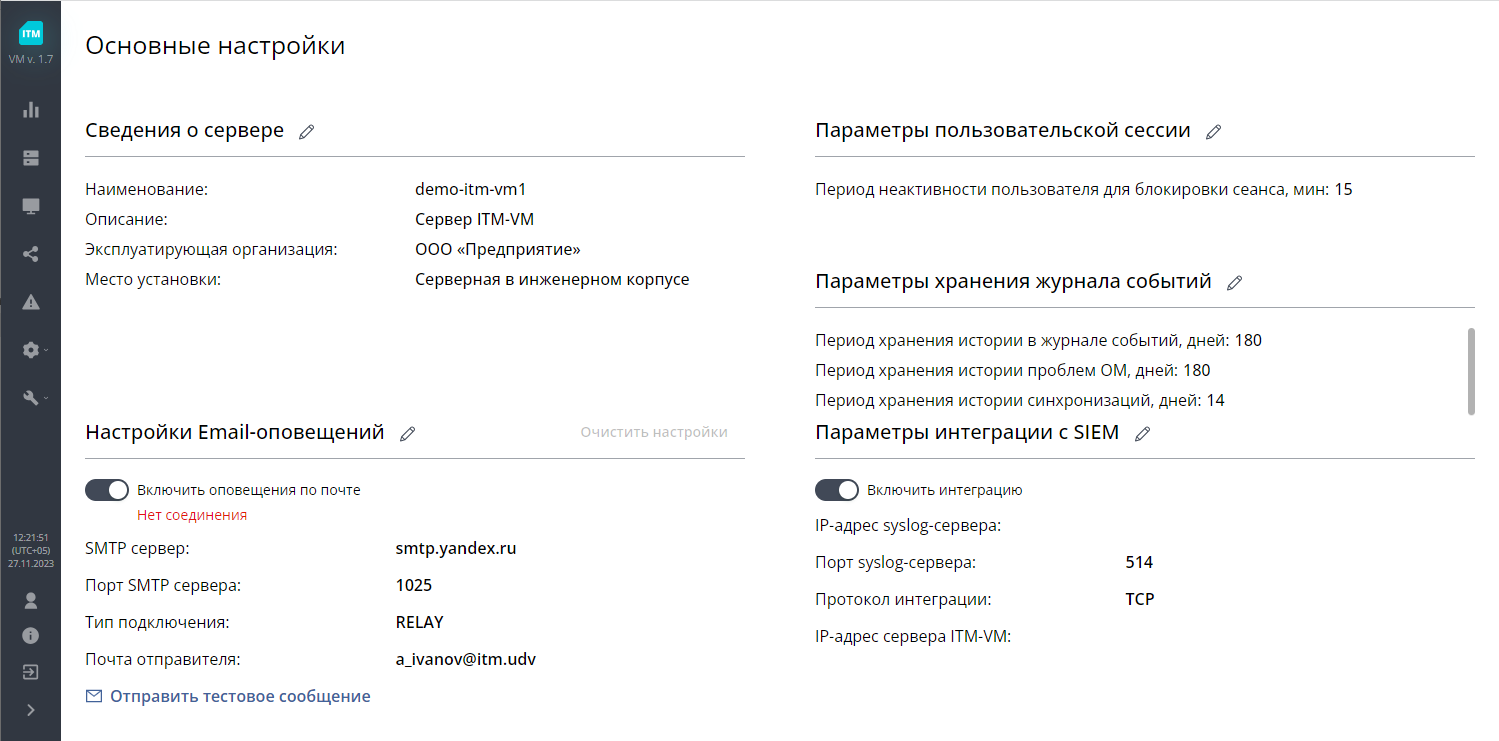 ITM
VM v. 1.7
12:21:51
(UTC+05)
27.11.2023
Основные настройки
Сведения о сервере
Наименование: demo-itm-vm1
Описание: Сервер ITM-VM
Эксплуатирующая организация: ООО «Предприятие»
Место установки: Серверная в инженерном корпусе
Настройки Email-оповещений Очистить настройки
Включить оповещения по почте
Нет соединения
SMTP сервер: smtp.yandex.ru
Порт SMTP сервера: 1025
Тип подключения: RELAY
Почта отправителя: a_ivanov@itm.udv
Отправить тестовое сообщение
Параметры пользовательской сессии
Период неактивности пользователя для блокировки сеанса, мин: 15
Параметры хранения журнала событий
Период хранения истории в журнале событий, дней: 180
Период хранения истории проблем ОМ, дней: 180
Период хранения истории синхронизаций, дней: 14
Параметры интеграции с SIEM
Включить интеграцию
IP-адрес syslog-сервера:
Порт syslog-сервера: 514
Протокол интеграции: TCP
IP-адрес сервера ITM-VM: